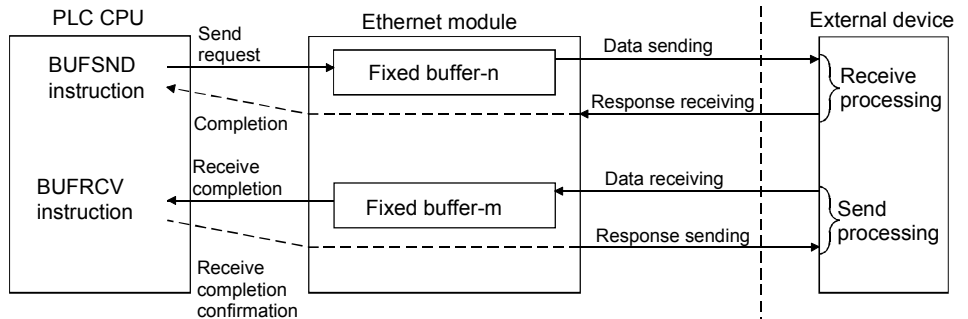 PLC CPU
Ethernet module
External device
BUFSND
instruction
Send
request
Fixed buffer-n
Data sending
Receive
processing
Completion
Response receiving
BUFRCV
instruction
Receive
completion
Fixed buffer-m
Data receiving
Send
processing
Response sending
Receive
completion
confirmation